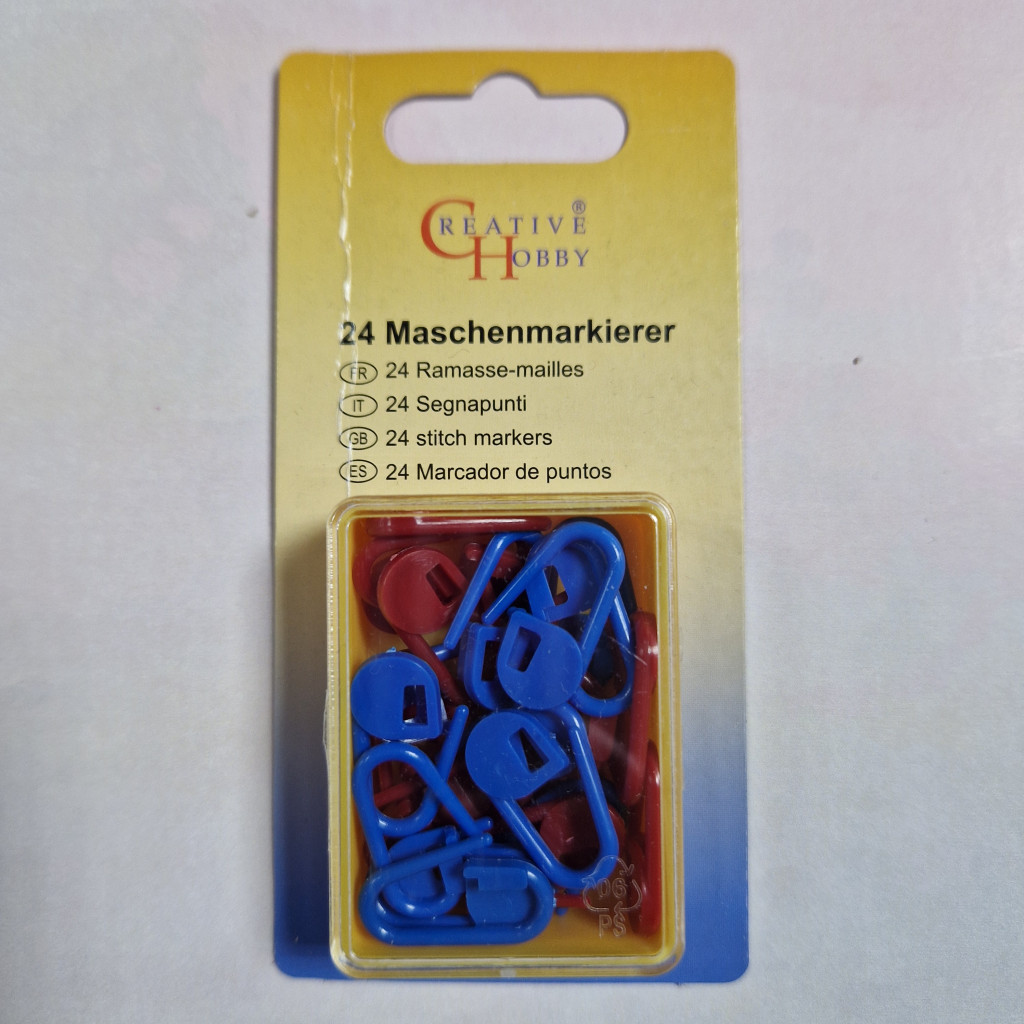 CREATIVE®
HOBBY
24 Maschenmarkierer
FR 24 Ramasse-mailles
IT 24 Segnapunti
GB 24 stitch markers
ES 24 Marcador de puntos
06
PS